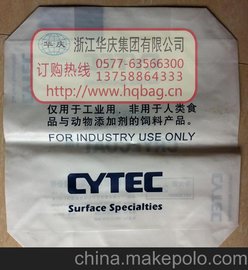 华庆
浙江华庆集团有限公司
订购热线
0577-63566300
13758864333
www.hqbag.cn
仅用于工业用,非用于人类食
品与动物添加剂的饲料产品。
FOR INDUSTRY USE ONLY
CYTEC
Surface Specialties
china.makepolo.com